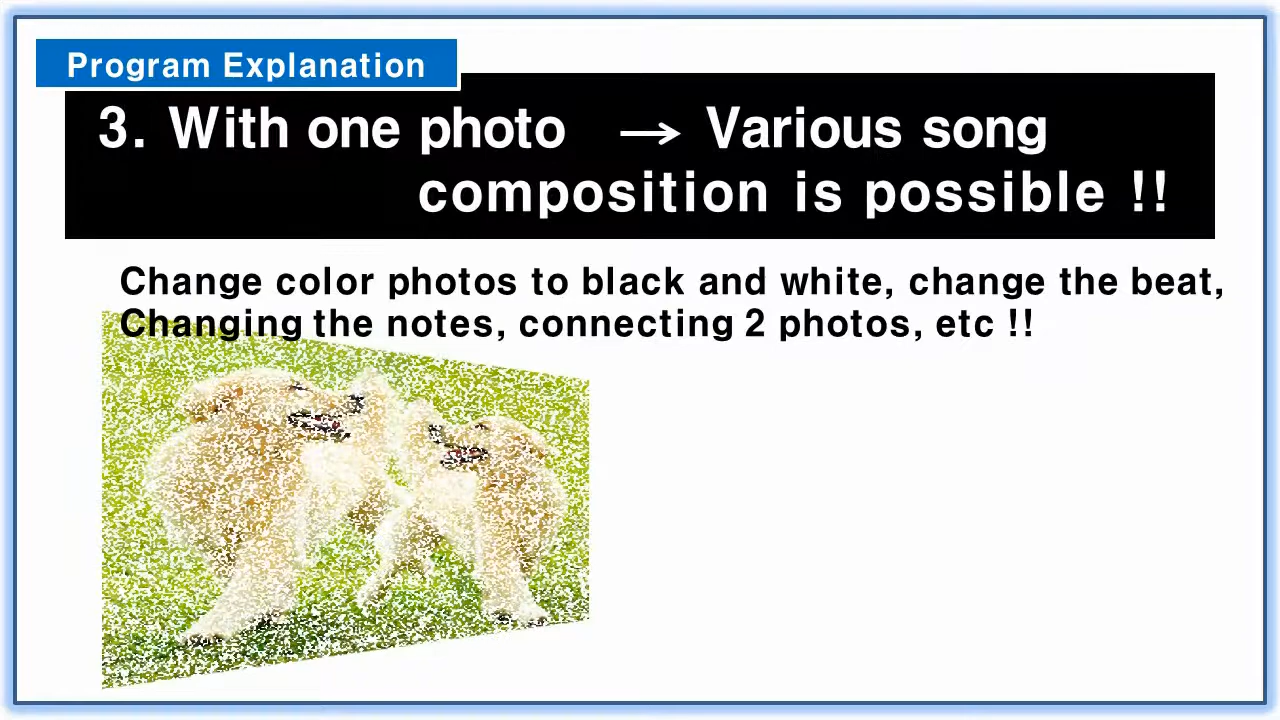 Program Explanation
3. With one photo → Various song
composition is possible !!
Change color photos to black and white, change the beat,
Changing the notes, connecting 2 photos, etc !!